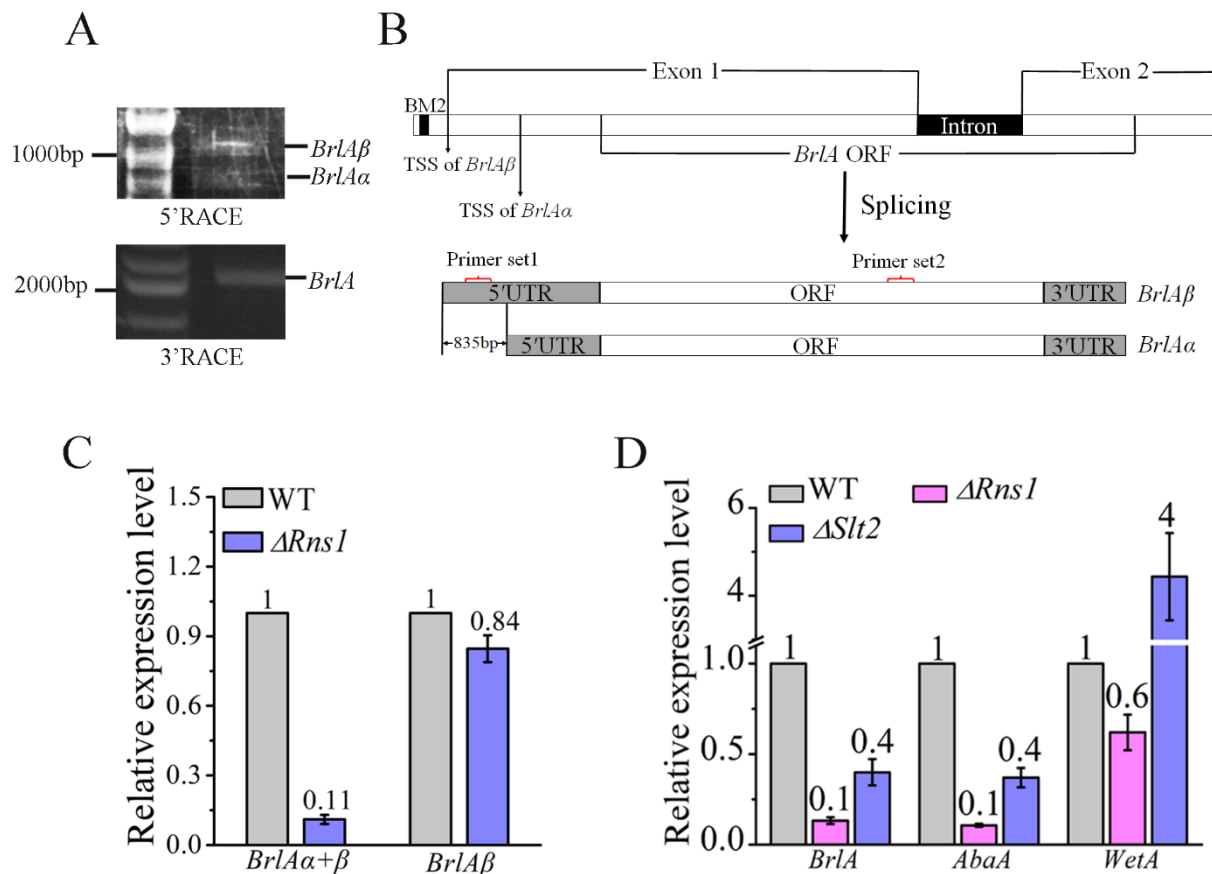 A
1000bp
BrlAβ
BrlAα
5'RACE
2000bp
BrlA
3'RACE
B
Exon 1
Exon 2
BM2
Intron
TSS of BrlAβ
BrlA ORF
TSS of BrlAα
Splicing
Primer set1
Primer set2
5'UTR
ORF
3'UTR
BrlAβ
835bp
5'UTR
ORF
3'UTR
BrlAα
C
Relative expression level
1.5
1.2
0.9
0.6
0.3
0.0
WT
ΔRns1
1
0.11
1
0.84
BrlAα+β
BrlAβ
D
Relative expression level
6
4
1.0
0.5
0.0
WT
ΔRns1
ΔSlt2
1
0.1
0.4
1
0.1
0.4
1
0.6
4
BrlA
AbaA
WetA